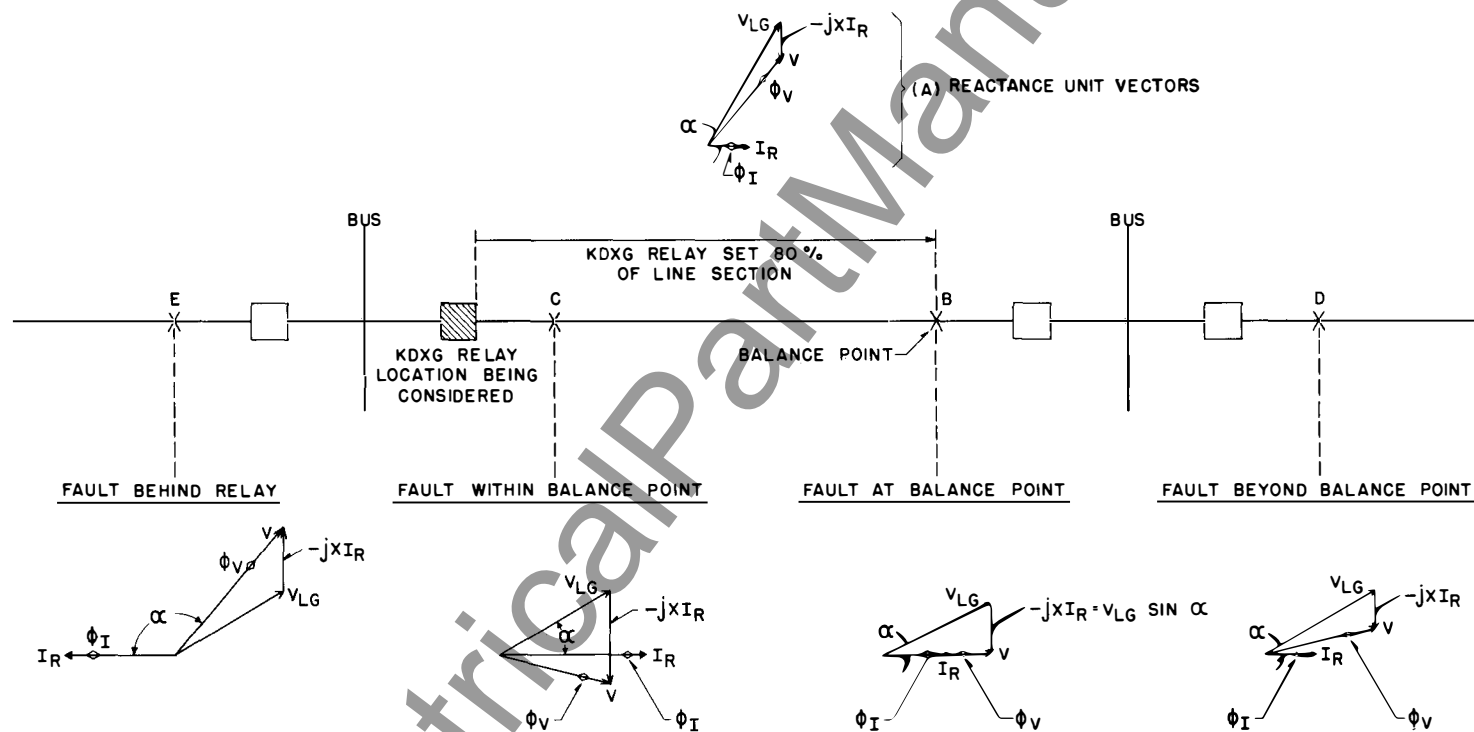 V_LG
-jXI_R
V
ϕ_V
(A) REACTANCE UNIT VECTORS
α
I_R
ϕ_I
BUS
BUS
KDXG RELAY SET 80%
OF LINE SECTION
E
C
B
D
KDXG RELAY
LOCATION BEING
CONSIDERED
BALANCE POINT
FAULT BEHIND RELAY
FAULT WITHIN BALANCE POINT
FAULT AT BALANCE POINT
FAULT BEYOND BALANCE POINT
V
ϕ_V
-jXI_R
V_LG
α
ϕ_I
I_R
V_LG
-jXI_R
α
I_R
V
ϕ_V
ϕ_I
V_LG
-jXI_R = V_LG SIN α
α
V
I_R
ϕ_I
ϕ_V
V_LG
-jXI_R
α
V
I_R
ϕ_I
ϕ_V
ctricalPartManu